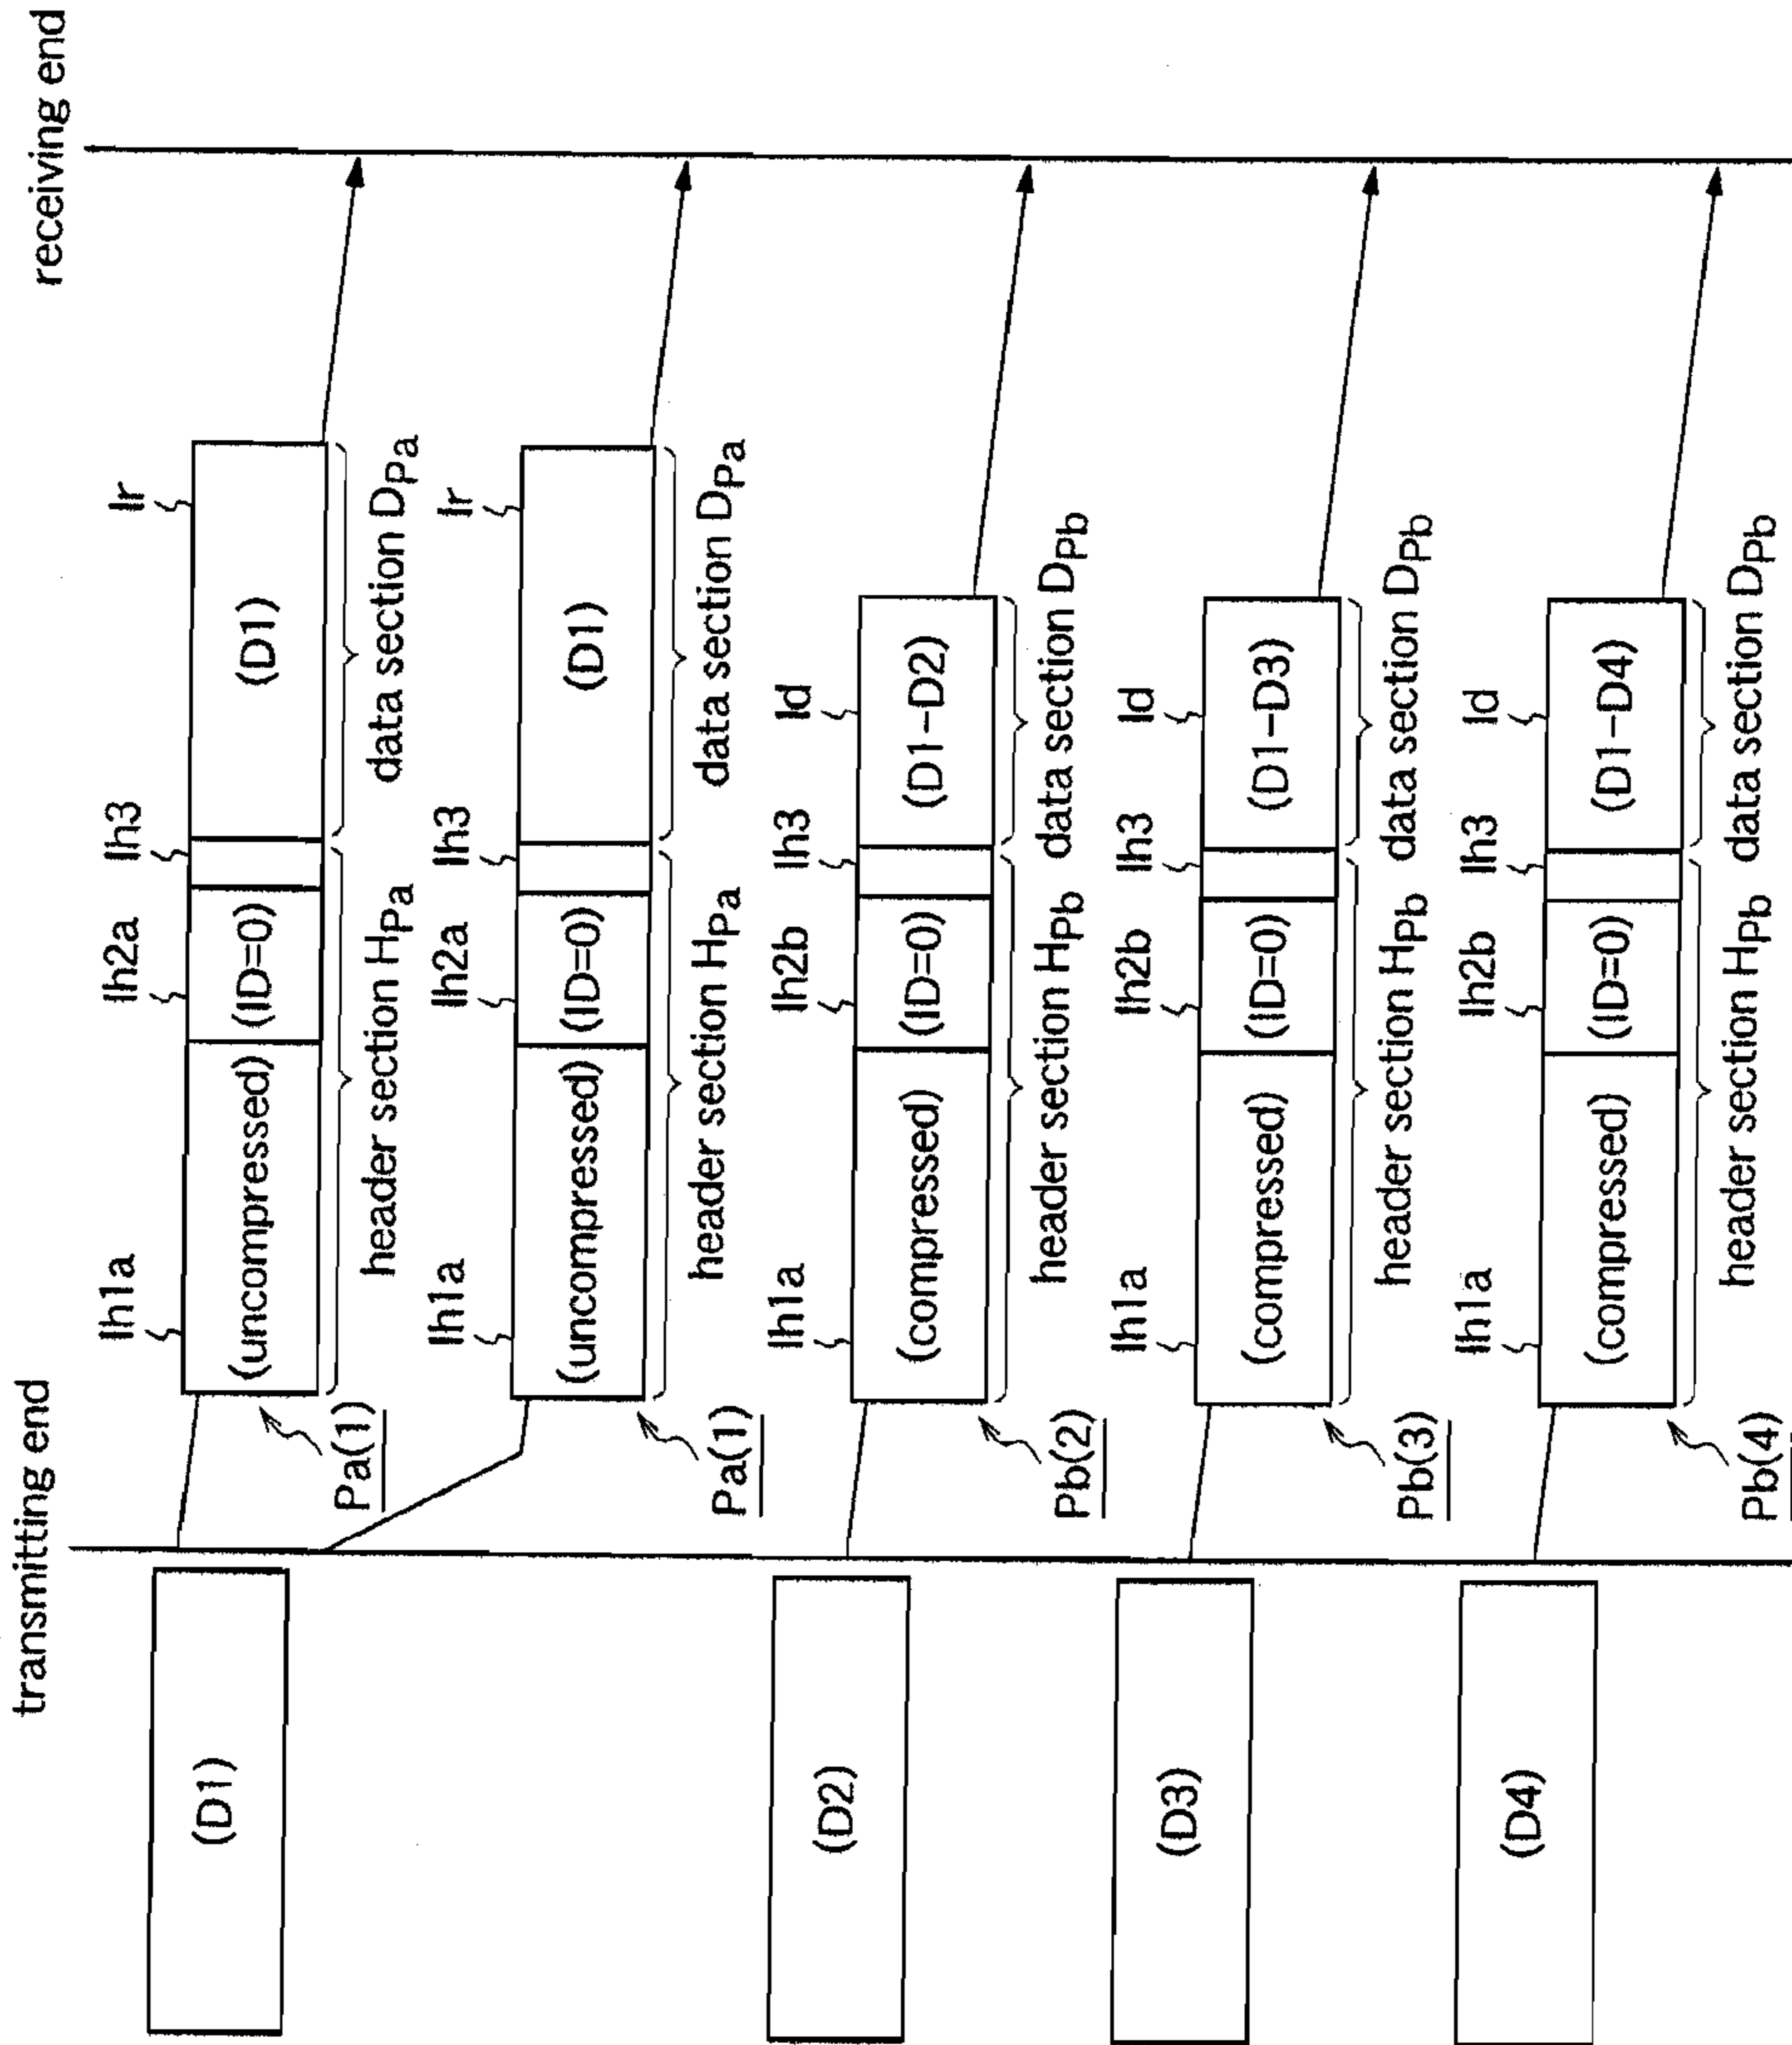 transmitting end
receiving end
(D1)
Ih1a
Ih2a
Ih3
Ir
(uncompressed)
(ID=0)
(D1)
Pa(1)
header section HPa
data section DPa
Ih1a
Ih2a
Ih3
Ir
(uncompressed)
(ID=0)
(D1)
Pa(1)
header section HPa
data section DPa
(D2)
Ih1a
Ih2b
Ih3
Id
(compressed)
(ID=0)
(D1-D2)
Pb(2)
header section HPb
data section DPb
(D3)
Ih1a
Ih2b
Ih3
Id
(compressed)
(ID=0)
(D1-D3)
Pb(3)
header section HPb
data section DPb
(D4)
Ih1a
Ih2b
Ih3
Id
(compressed)
(ID=0)
(D1-D4)
Pb(4)
header section HPb
data section DPb